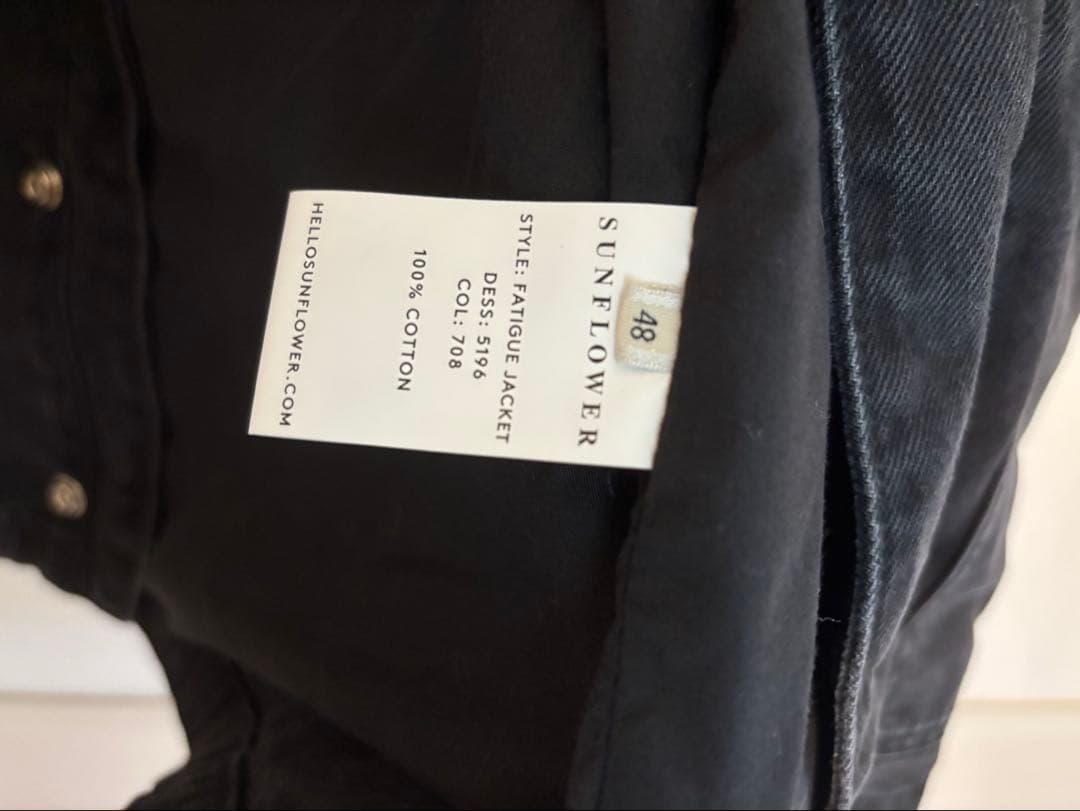 48
SUNFLOWER
STYLE: FATIGUE JACKET
DESS: 5196
COL: 708
100% COTTON
HELLOSUNFLOWER.COM